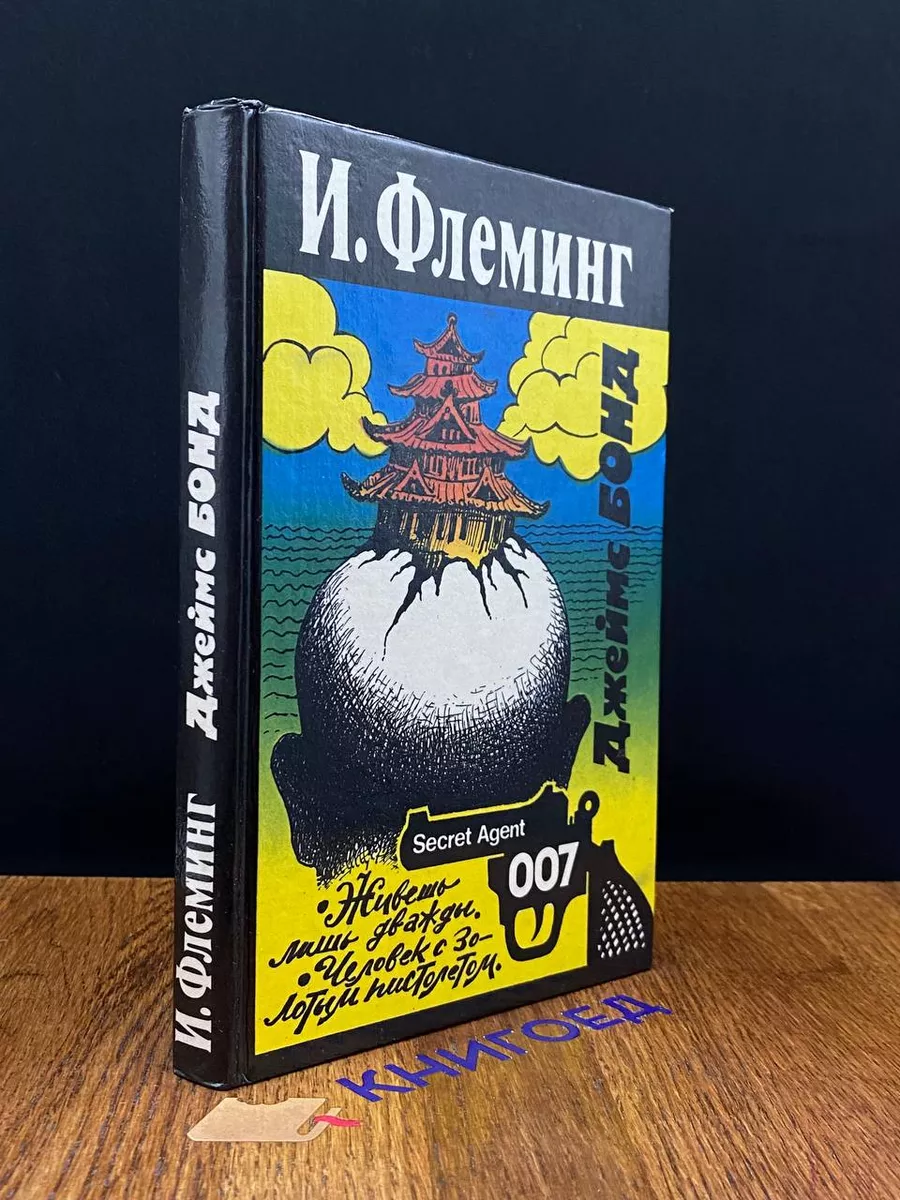 И. Флеминг
Джеймс БОНД
Secret Agent
007
• Живешь
лишь дважды.
• Человек с Зо-
лотым пистолетом.
И. Флеминг Джеймс БОНД
КНИГОЕД